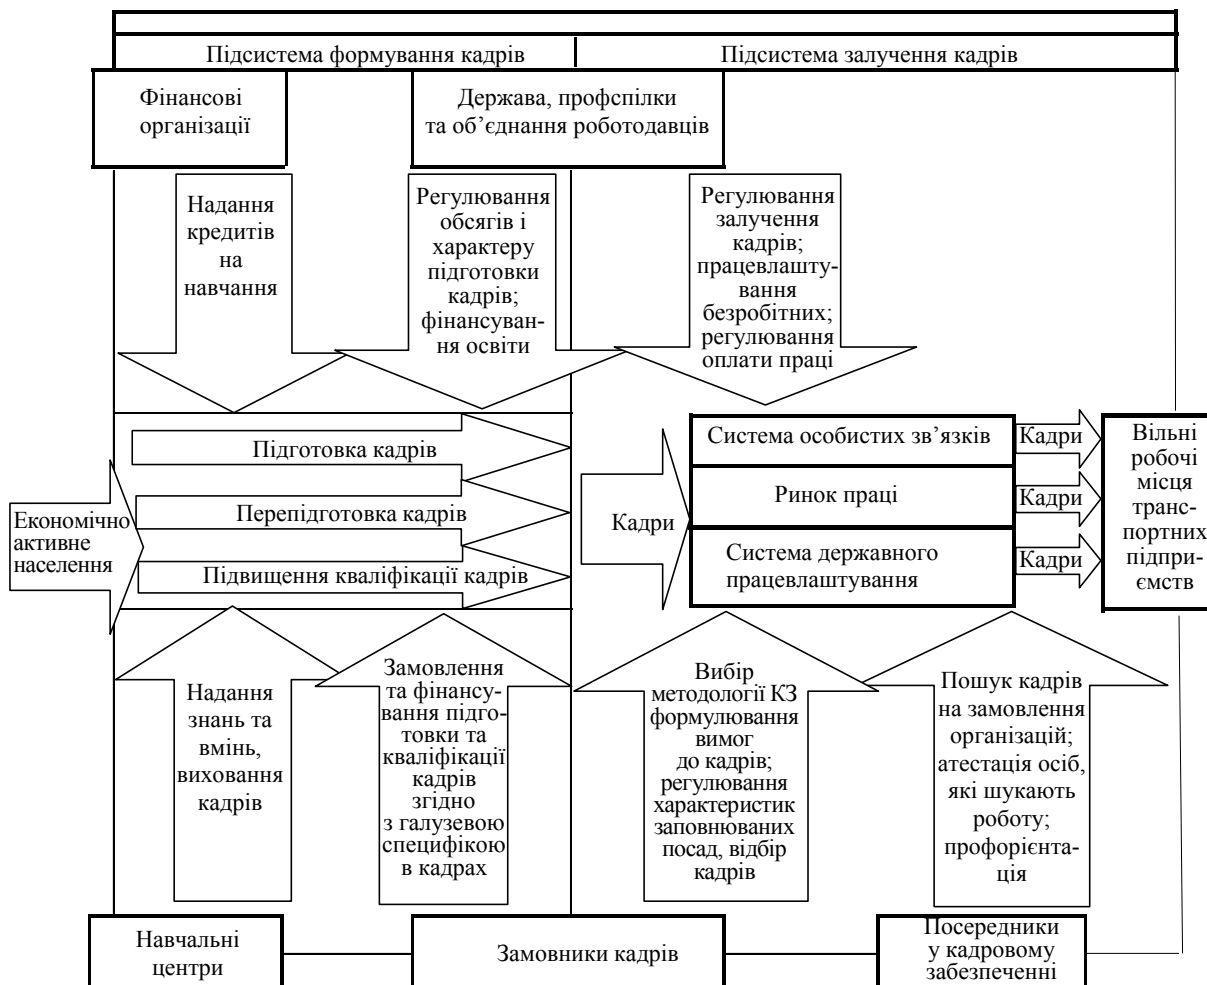 Підсистема формування кадрів
Підсистема залучення кадрів
Фінансові
організації
Держава, профспілки
та об’єднання роботодавців
Надання
кредитів
на
навчання
Регулювання
обсягів і
характеру
підготовки
кадрів;
фінансуван-
ня освіти
Регулювання
залучення
кадрів;
працевлашту-
вання
безробітних;
регулювання
оплати праці
Підготовка кадрів
Перепідготовка кадрів
Підвищення кваліфікації кадрів
Економічно
активне
населення
Кадри
Система особистих зв’язків
Ринок праці
Система державного
працевлаштування
Кадри
Кадри
Кадри
Вільні
робочі
місця
транс-
портних
підпри-
ємств
Надання
знань та
вмінь,
виховання
кадрів
Замовлення
та фінансу-
вання підго-
товки та
кваліфікації
кадрів
згідно
з галузевою
специфікою
в кадрах
Вибір
методології КЗ
формулювання
вимог
до кадрів;
регулювання
характеристик
заповнюваних
посад, відбір
кадрів
Пошук кадрів
на замовлення
організацій;
атестація осіб,
які шукають
роботу;
профорієнта-
ція
Навчальні
центри
Замовники кадрів
Посередники
у кадровому
забезпеченні